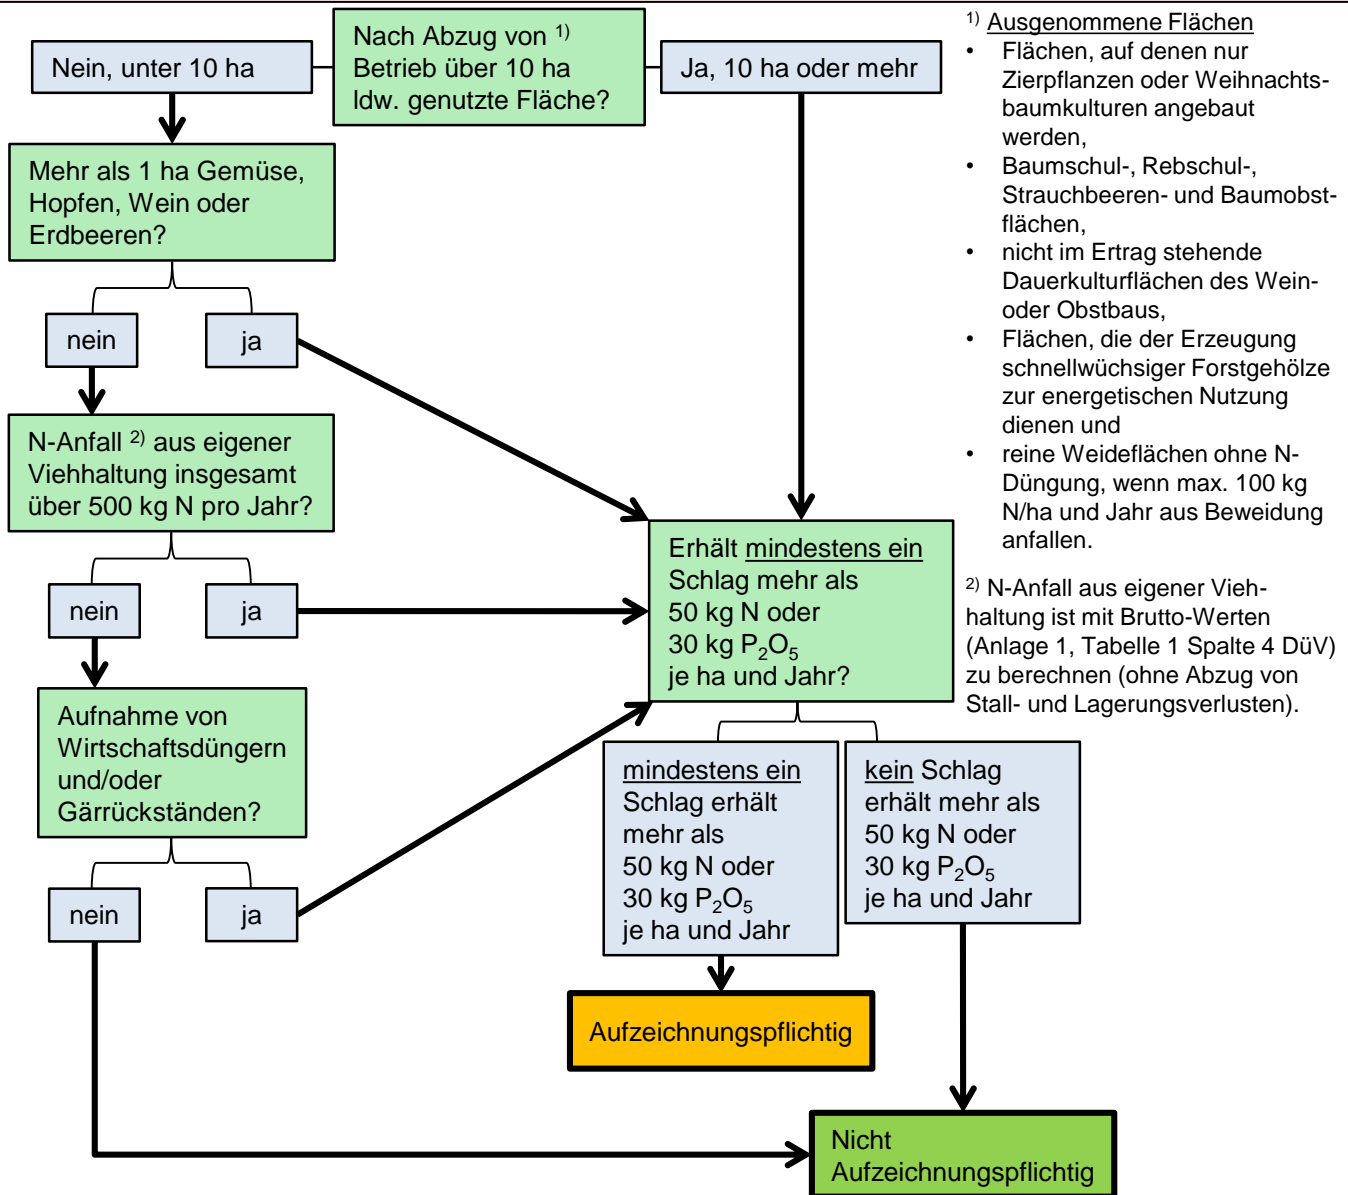 Nach Abzug von ¹⁾
Betrieb über 10 ha
ldw. genutzte Fläche?
Nein, unter 10 ha
Ja, 10 ha oder mehr
Mehr als 1 ha Gemüse,
Hopfen, Wein oder
Erdbeeren?
nein
ja
N-Anfall ²⁾ aus eigener
Viehhaltung insgesamt
über 500 kg N pro Jahr?
nein
ja
Aufnahme von
Wirtschaftsdüngern
und/oder
Gärrückständen?
nein
ja
Erhält mindestens ein
Schlag mehr als
50 kg N oder
30 kg P₂O₅
je ha und Jahr?
mindestens ein
Schlag erhält
mehr als
50 kg N oder
30 kg P₂O₅
je ha und Jahr
kein Schlag
erhält mehr als
50 kg N oder
30 kg P₂O₅
je ha und Jahr
Aufzeichnungspflichtig
Nicht
Aufzeichnungspflichtig
¹⁾ Ausgenommene Flächen
• Flächen, auf denen nur
Zierpflanzen oder Weihnachts-
baumkulturen angebaut
werden,
• Baumschul-, Rebschul-,
Strauchbeeren- und Baumobst-
flächen,
• nicht im Ertrag stehende
Dauerkulturflächen des Wein-
oder Obstbaus,
• Flächen, die der Erzeugung
schnellwüchsiger Forstgehölze
zur energetischen Nutzung
dienen und
• reine Weideflächen ohne N-
Düngung, wenn max. 100 kg
N/ha und Jahr aus Beweidung
anfallen.
²⁾ N-Anfall aus eigener Vieh-
haltung ist mit Brutto-Werten
(Anlage 1, Tabelle 1 Spalte 4 DüV)
zu berechnen (ohne Abzug von
Stall- und Lagerungsverlusten).